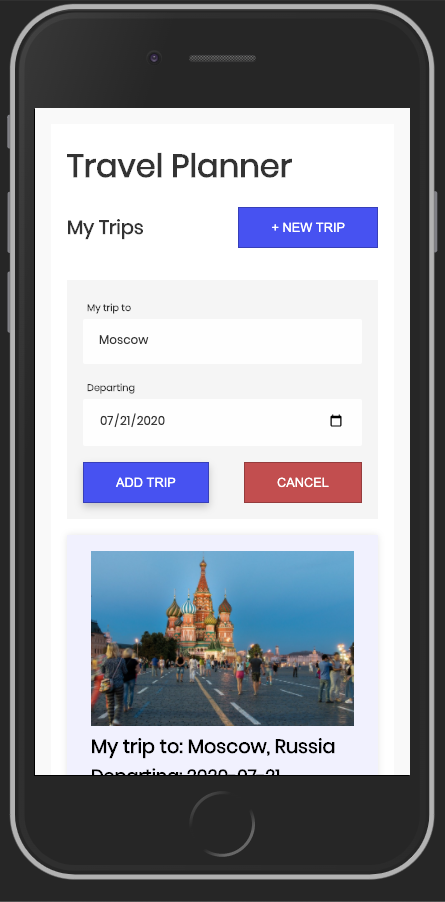 Travel Planner
My Trips
+ NEW TRIP
My trip to
Moscow
Departing
07/21/2020
ADD TRIP
CANCEL
My trip to: Moscow, Russia
Departing: 2020-07-21